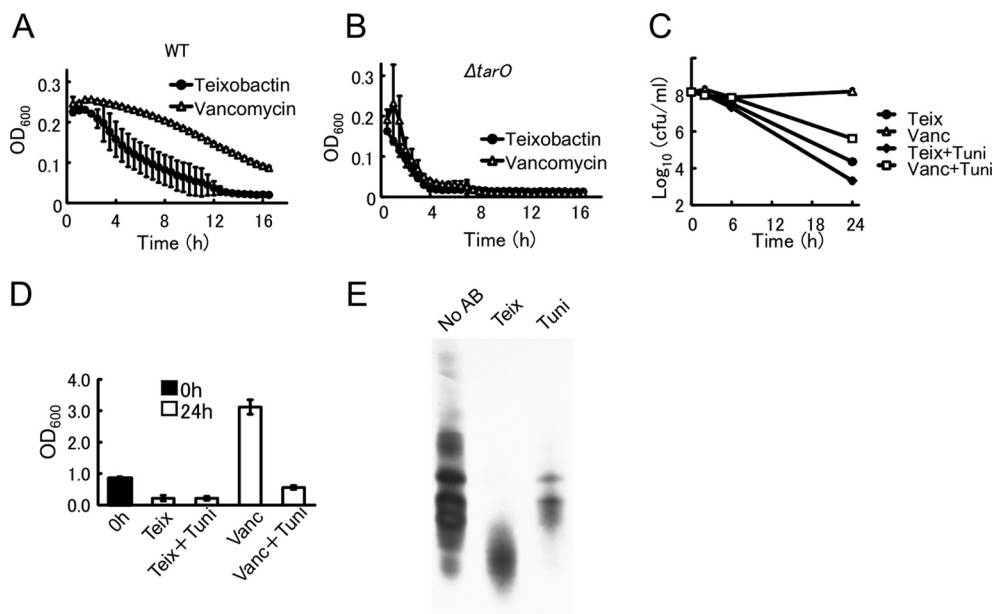 A
WT
Teixobactin
Vancomycin
OD600
0.3
0.2
0.1
0
0 4 8 12 16
Time (h)
B
ΔtarO
Teixobactin
Vancomycin
OD600
0.3
0.2
0.1
0
0 4 8 12 16
Time (h)
C
Log10 (cfu/ml)
8
6
4
2
0 6 12 18 24
Time (h)
Teix
Vanc
Teix+Tuni
Vanc+Tuni
D
OD600
4.0
3.0
2.0
1.0
0.0
0h
24h
0h
Teix
Teix+Tuni
Vanc
Vanc+Tuni
E
No AB
Teix
Tuni